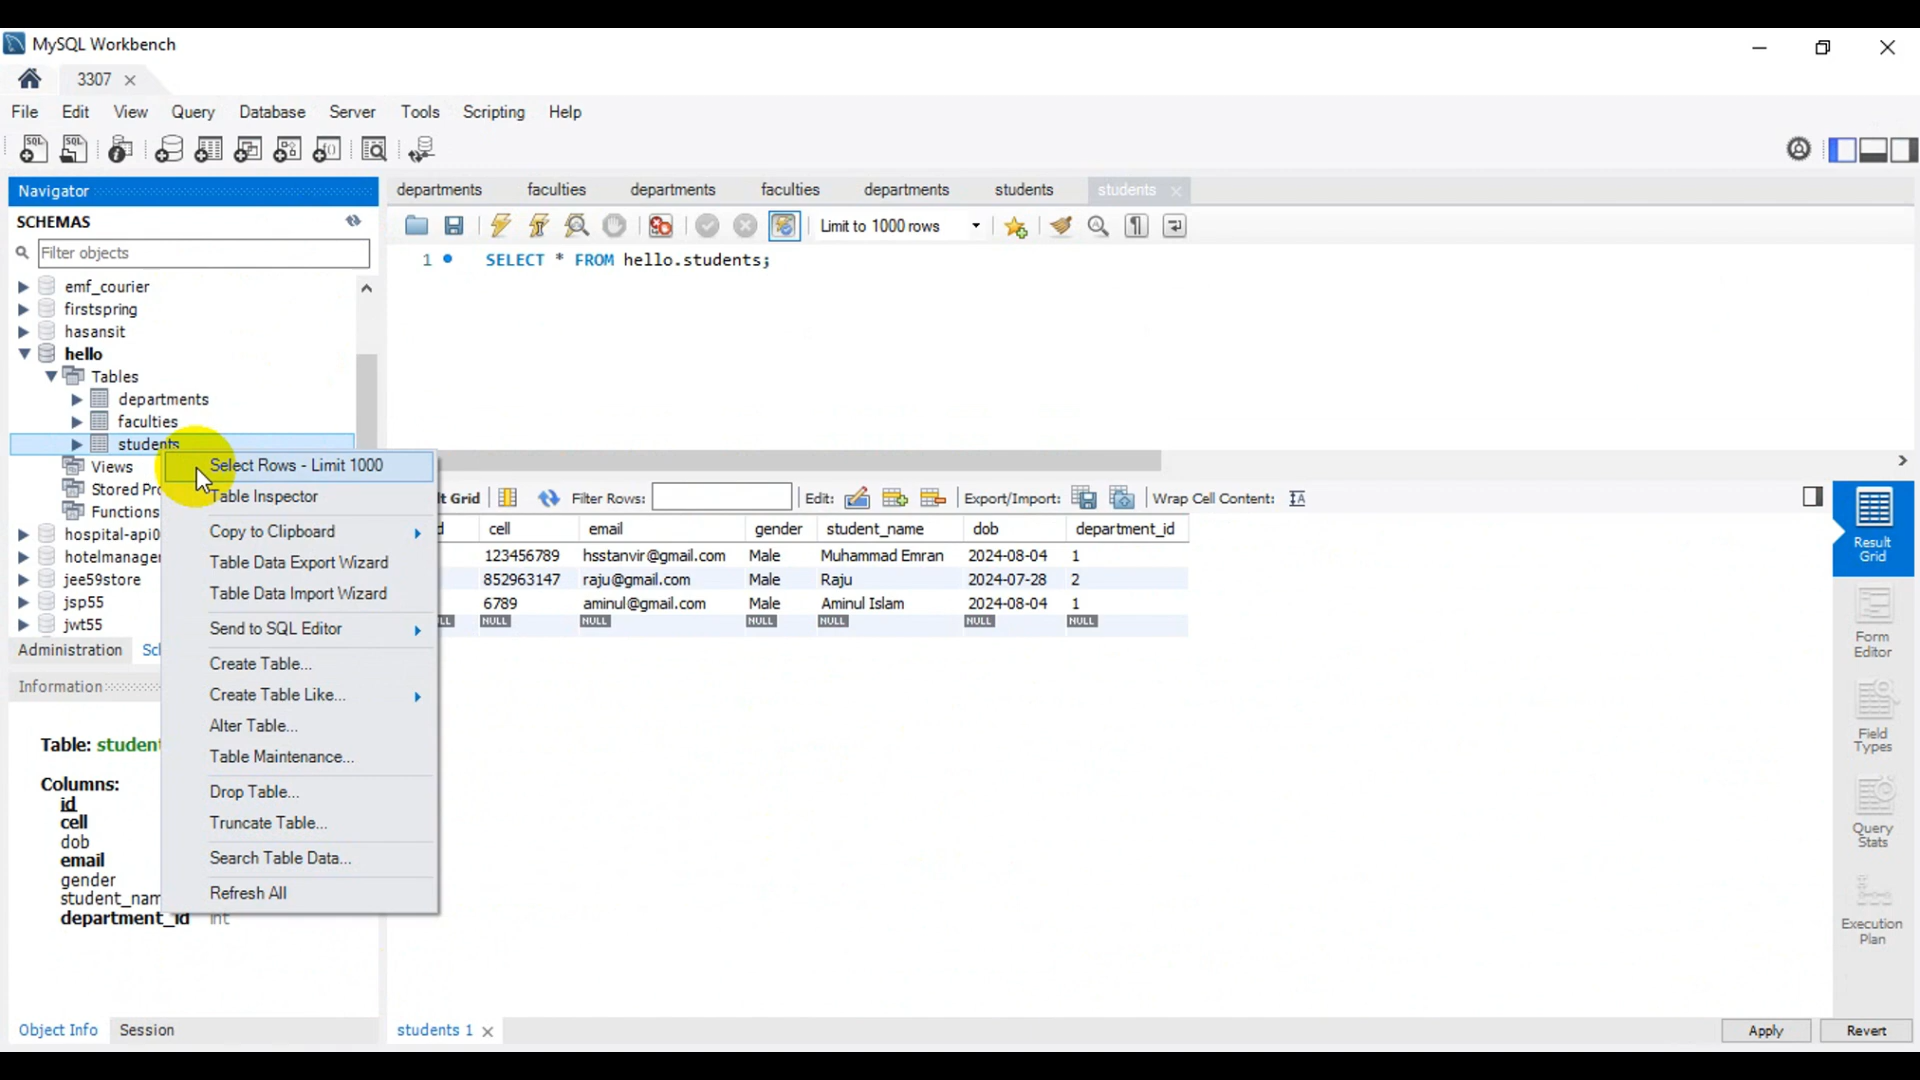 MySQL Workbench
3307
File Edit View Query Database Server Tools Scripting Help
Navigator
SCHEMAS
Filter objects
emf_courier
firstspring
hasansit
hello
Tables
departments
faculties
students
Views
Stored Pro
Functions
hospital-api0
hotelmanager
jee59store
jsp55
jwt55
Administration Sch
Information
Table: student
Columns:
id
cell
dob
email
gender
student_nam
department_id int
Object Info Session
Select Rows - Limit 1000
Table Inspector
Copy to Clipboard
Table Data Export Wizard
Table Data Import Wizard
Send to SQL Editor
Create Table...
Create Table Like...
Alter Table...
Table Maintenance...
Drop Table...
Truncate Table...
Search Table Data...
Refresh All
departments faculties departments faculties departments students students
Limit to 1000 rows
1 SELECT * FROM hello.students;
lt Grid Filter Rows: Edit: Export/Import: Wrap Cell Content:
d cell email gender student_name dob department_id
123456789 hsstanvir@gmail.com Male Muhammad Emran 2024-08-04 1
852963147 raju@gmail.com Male Raju 2024-07-28 2
6789 aminul@gmail.com Male Aminul Islam 2024-08-04 1
LL NULL NULL NULL NULL NULL NULL
Result
Grid
Form
Editor
Field
Types
Query
Stats
Execution
Plan
students 1
Apply Revert